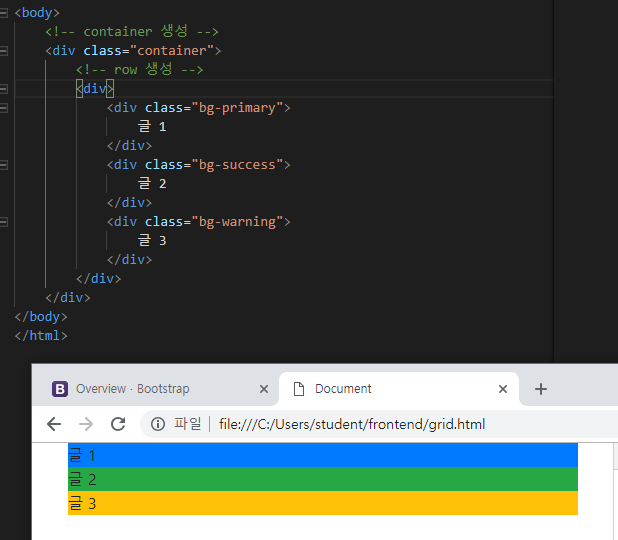 <body>
<!-- container 생성 -->
<div class="container">
<!-- row 생성 -->
<div>
<div class="bg-primary">
글 1
</div>
<div class="bg-success">
글 2
</div>
<div class="bg-warning">
글 3
</div>
</div>
</div>
</body>
</html>
B Overview · Bootstrap
Document
파일 file:///C:/Users/student/frontend/grid.html
글 1
글 2
글 3